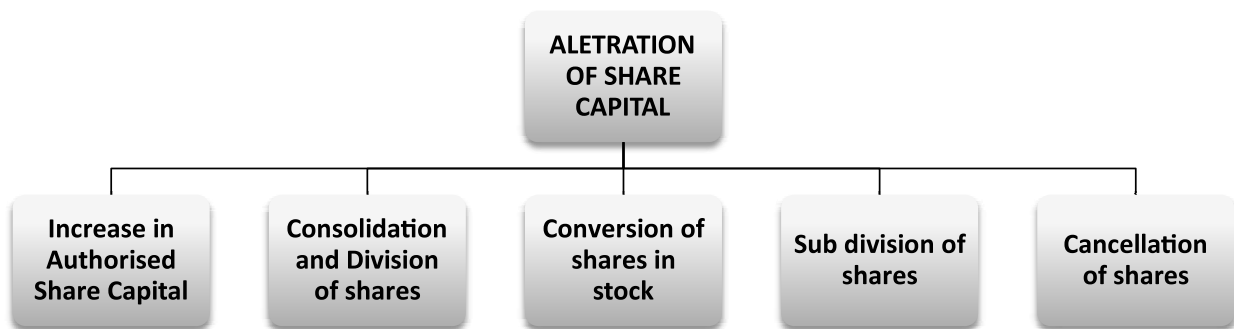 ALETRATION
OF SHARE
CAPITAL
Increase in
Authorised
Share Capital
Consolidation
and Division
of shares
Conversion of
shares in
stock
Sub division of
shares
Cancellation
of shares